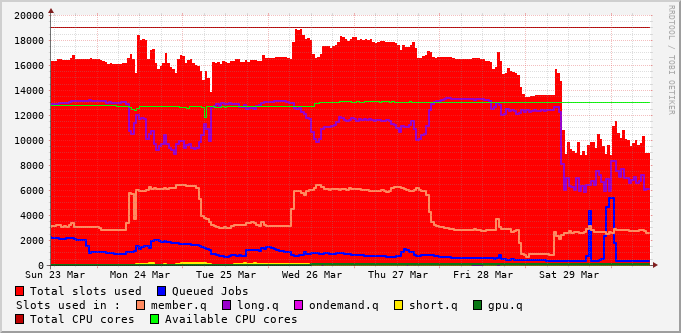 20000
18000
16000
14000
12000
10000
8000
6000
4000
2000
0
Sun 23 Mar Mon 24 Mar Tue 25 Mar Wed 26 Mar Thu 27 Mar Fri 28 Mar Sat 29 Mar
Total slots used Queued Jobs
Slots used in : member.q long.q ondemand.q short.q gpu.q
Total CPU cores Available CPU cores
RRDTOOL / TOBI OETIKER